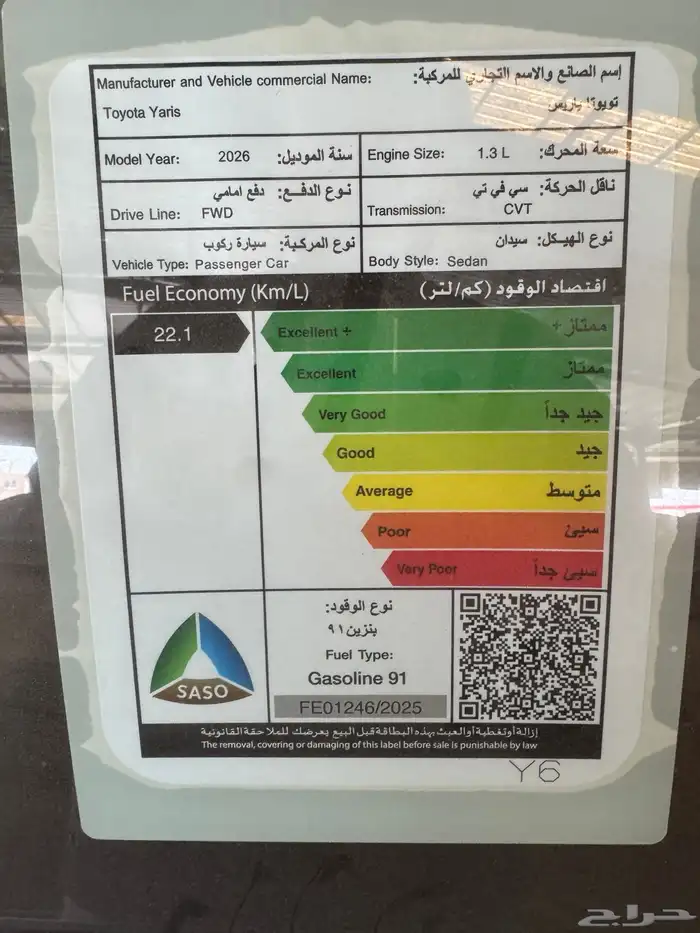 Manufacturer and Vehicle commercial Name: إسم الصانع والاسم التجاري للمركبة:
Toyota Yaris تويوتا ياريس
Model Year: 2026 سنة الموديل:
Engine Size: 1.3 L سعة المحرك:
نوع الدفـــع: دفع امامي
Drive Line: FWD
ناقل الحركة: سي في تي
Transmission: CVT
نوع المركبة: سيارة ركوب
Vehicle Type: Passenger Car
نوع الهيكل: سيدان
Body Style: Sedan
Fuel Economy (Km/L) اقتصاد الوقود (كم/لتر)
22.1
Excellent + ممتاز+
Excellent ممتاز
Very Good جيد جداً
Good جيد
Average متوسط
Poor سيئ
Very Poor سيئ جداً
SASO
نوع الوقود:
بنزين ٩١
Fuel Type:
Gasoline 91
FE01246/2025
إزالة أو تغطية أو العبث بهذه البطاقة قبل البيع يعرضك للملاحقة القانونية
The removal, covering or damaging of this label before sale is punishable by law
Y6
حراج